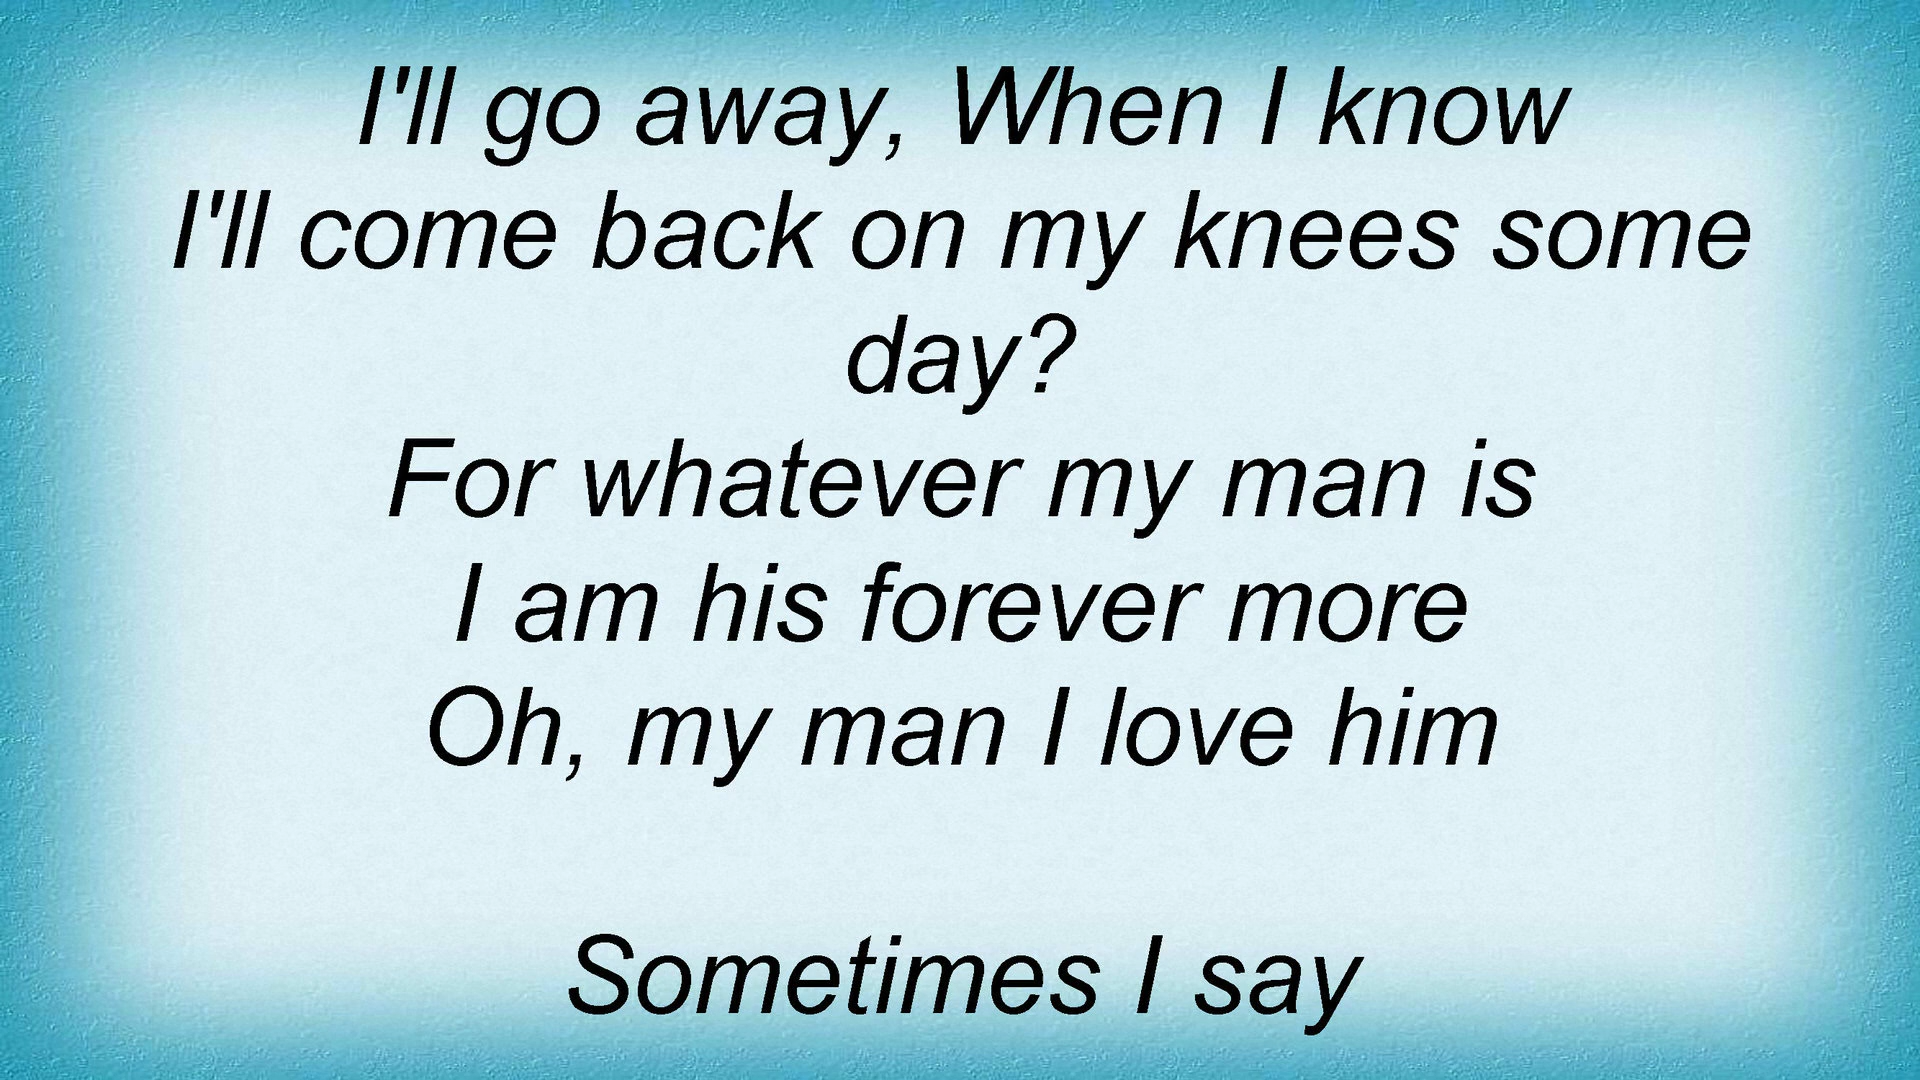 I'll go away, When I know
I'll come back on my knees some
day?
For whatever my man is
I am his forever more
Oh, my man I love him
Sometimes I say